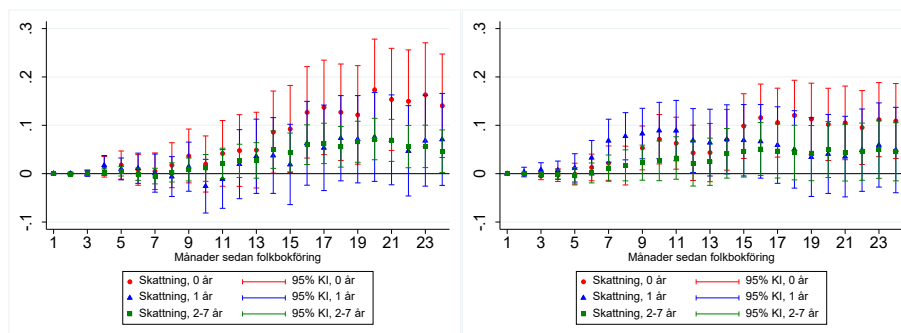 .3
.2
.1
0
-.1
1 3 5 7 9 11 13 15 17 19 21 23
Månader sedan folkbokföring
Skattning, 0 år 95% KI, 0 år
Skattning, 1 år 95% KI, 1 år
Skattning, 2-7 år 95% KI, 2-7 år
.3
.2
.1
0
-.1
1 3 5 7 9 11 13 15 17 19 21 23
Månader sedan folkbokföring
Skattning, 0 år 95% KI, 0 år
Skattning, 1 år 95% KI, 1 år
Skattning, 2-7 år 95% KI, 2-7 år